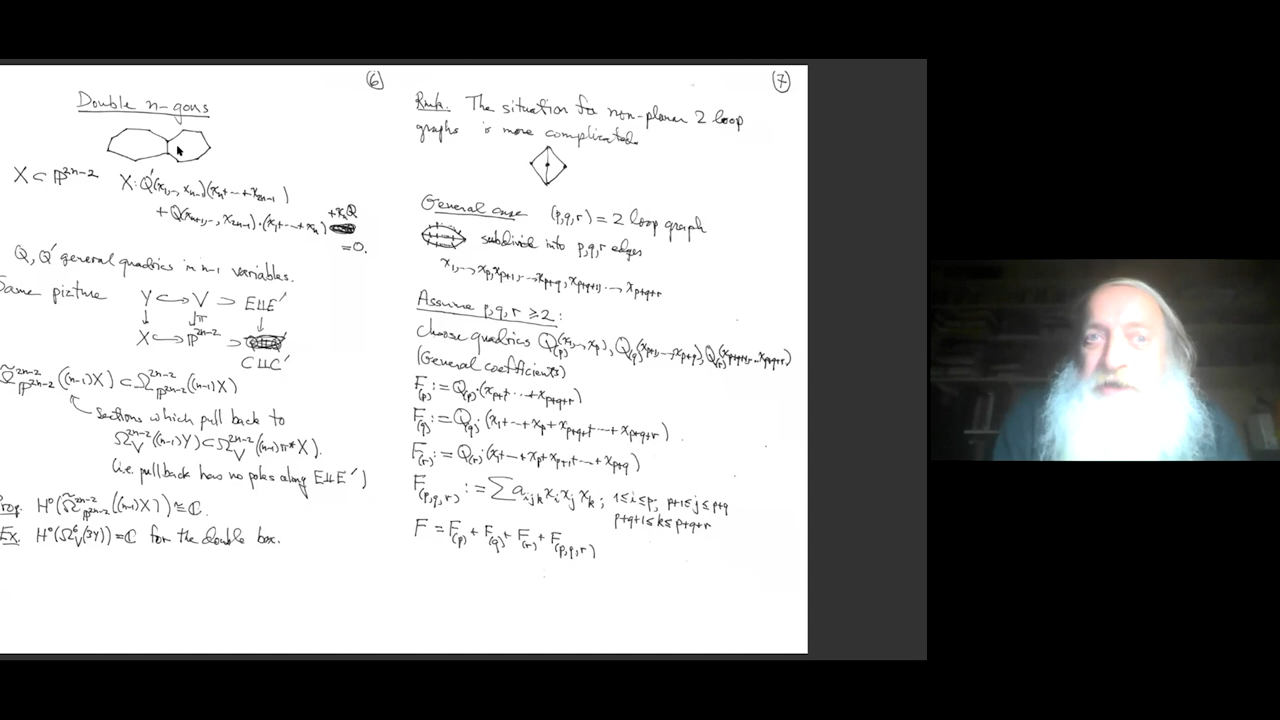 ⑥
Double n-gons
X ⊂ P^{2n-2} X: Q'(x_1, -, x_{n-1})(x_n + -- + x_{2n-1})
+ Q(x_{n+1}, -, x_{2n-1})·(x_1 + --- + x_n) + x_n Q
= 0.
Q, Q' general quadrics in n-1 variables.
Same picture Y ↪ V ⊃ E⊔E'
↓ ↓π ↓
X ↪ P^{2n-2} ⊃
C⊔C'
Ω̃^{2n-2}_{P^{2n-2}}((n-1)X) ⊂ Ω^{2n-2}_{P^{2n-2}}((n-1)X)
sections which pull back to
Ω^{2n-2}_V((n-1)Y) ⊂ Ω^{2n-2}_V((n-1)π*X).
(i.e. pullback has no poles along E⊔E')
Prop. H^0(Ω̃^{2n-2}_{P^{2n-2}}((n-1)X)) ≅ C.
Ex. H^0(Ω^6_V(3Y)) = C for the double box.
⑦
Rmk. The situation for non-planar 2 loop
graphs is more complicated.
General case (p,q,r) = 2 loop graph
subdivide into p,q,r edges
x_1, --, x_p, x_{p+1}, --, x_{p+q}, x_{p+q+1}, --, x_{p+q+r}
Assume p,q,r ≥ 2:
Choose quadrics Q_{(p)}(x_1, --, x_p), Q_{(q)}(x_{p+1}, --, x_{p+q}), Q_{(r)}(x_{p+q+1}, .. x_{p+q+r})
(General coefficients)
F_{(p)} := Q_{(p)}·(x_{p+1} + ... + x_{p+q+r})
F_{(q)} := Q_{(q)}·(x_1 + -- + x_p + x_{p+q+1} + --- + x_{p+q+r})
F_{(r)} := Q_{(r)}·(x_1 + --- + x_p + x_{p+1} + --- + x_{p+q})
F_{(p,q,r)} := ∑ a_{ijk} x_i x_j x_k ; 1≤i≤p; p+1≤j≤p+q
p+q+1≤k≤p+q+r
F = F_{(p)} + F_{(q)} + F_{(r)} + F_{(p,q,r)}